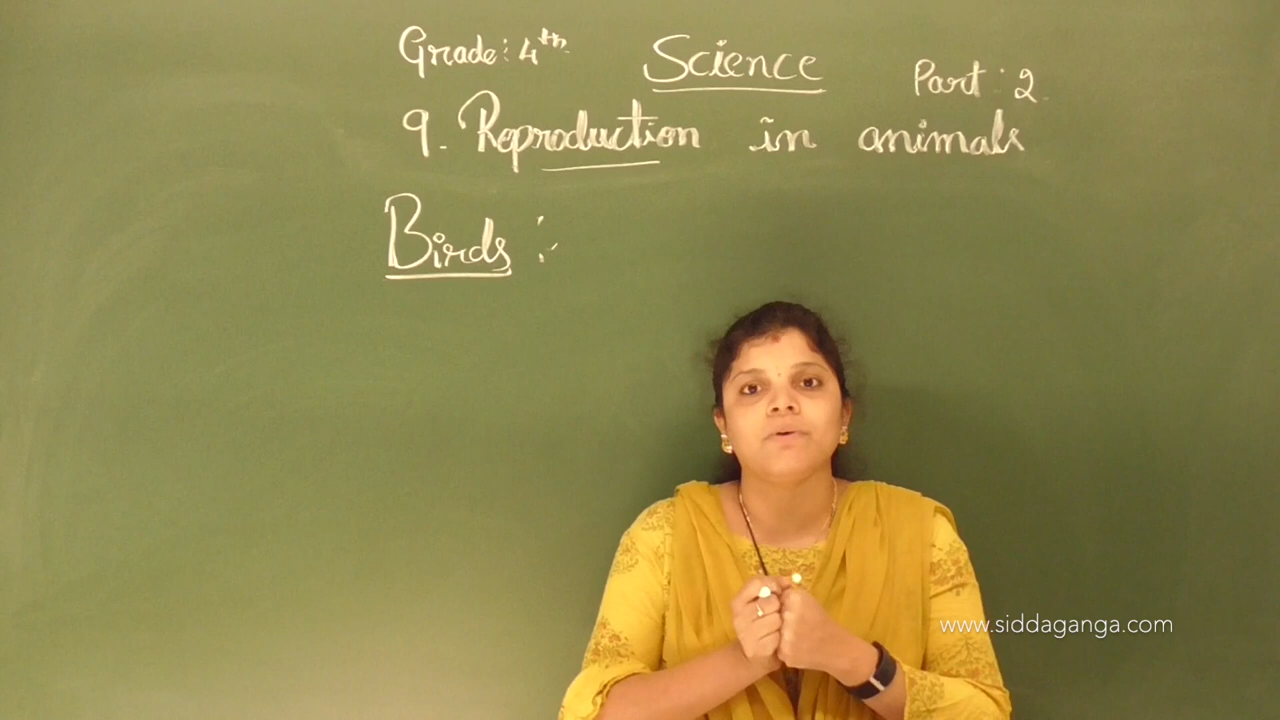 Grade: 4th Science Part: 2
9. Reproduction in animals
Birds :-
www.siddaganga.com